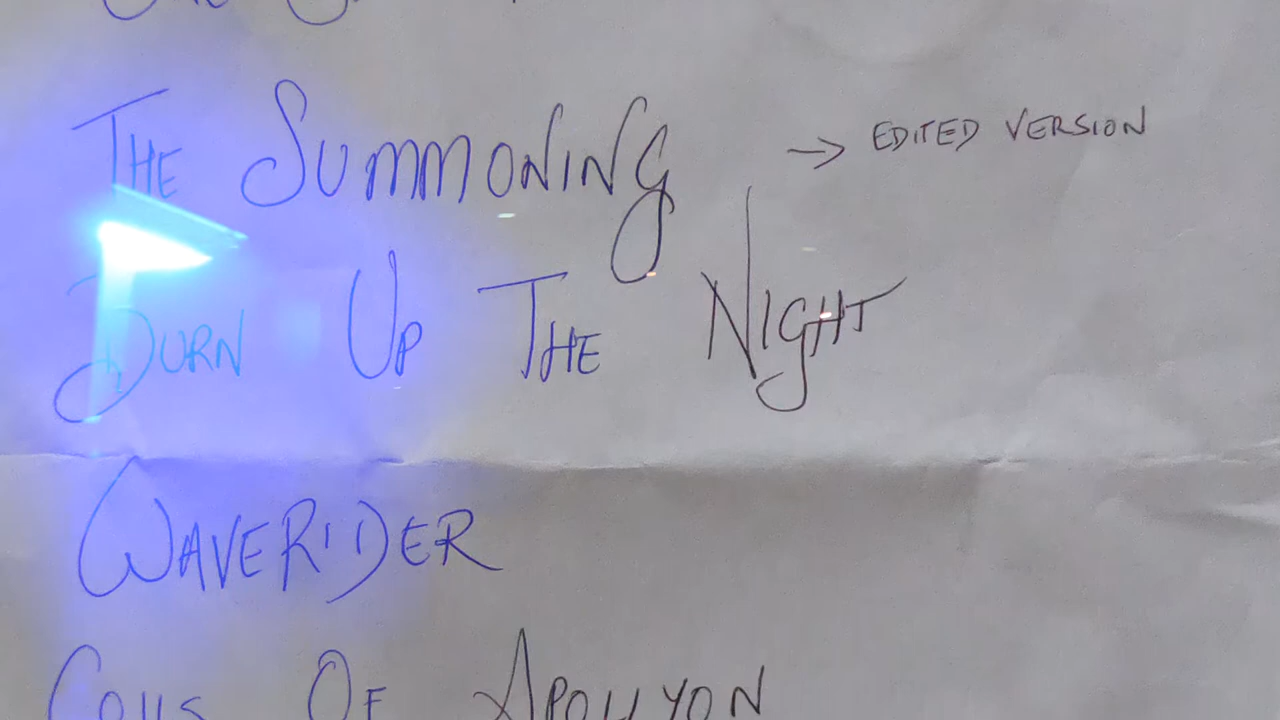 THE SUMMONING → EDITED VERSION
BURN UP THE NIGHT
WAVERIDER
COILS OF APOLLYON